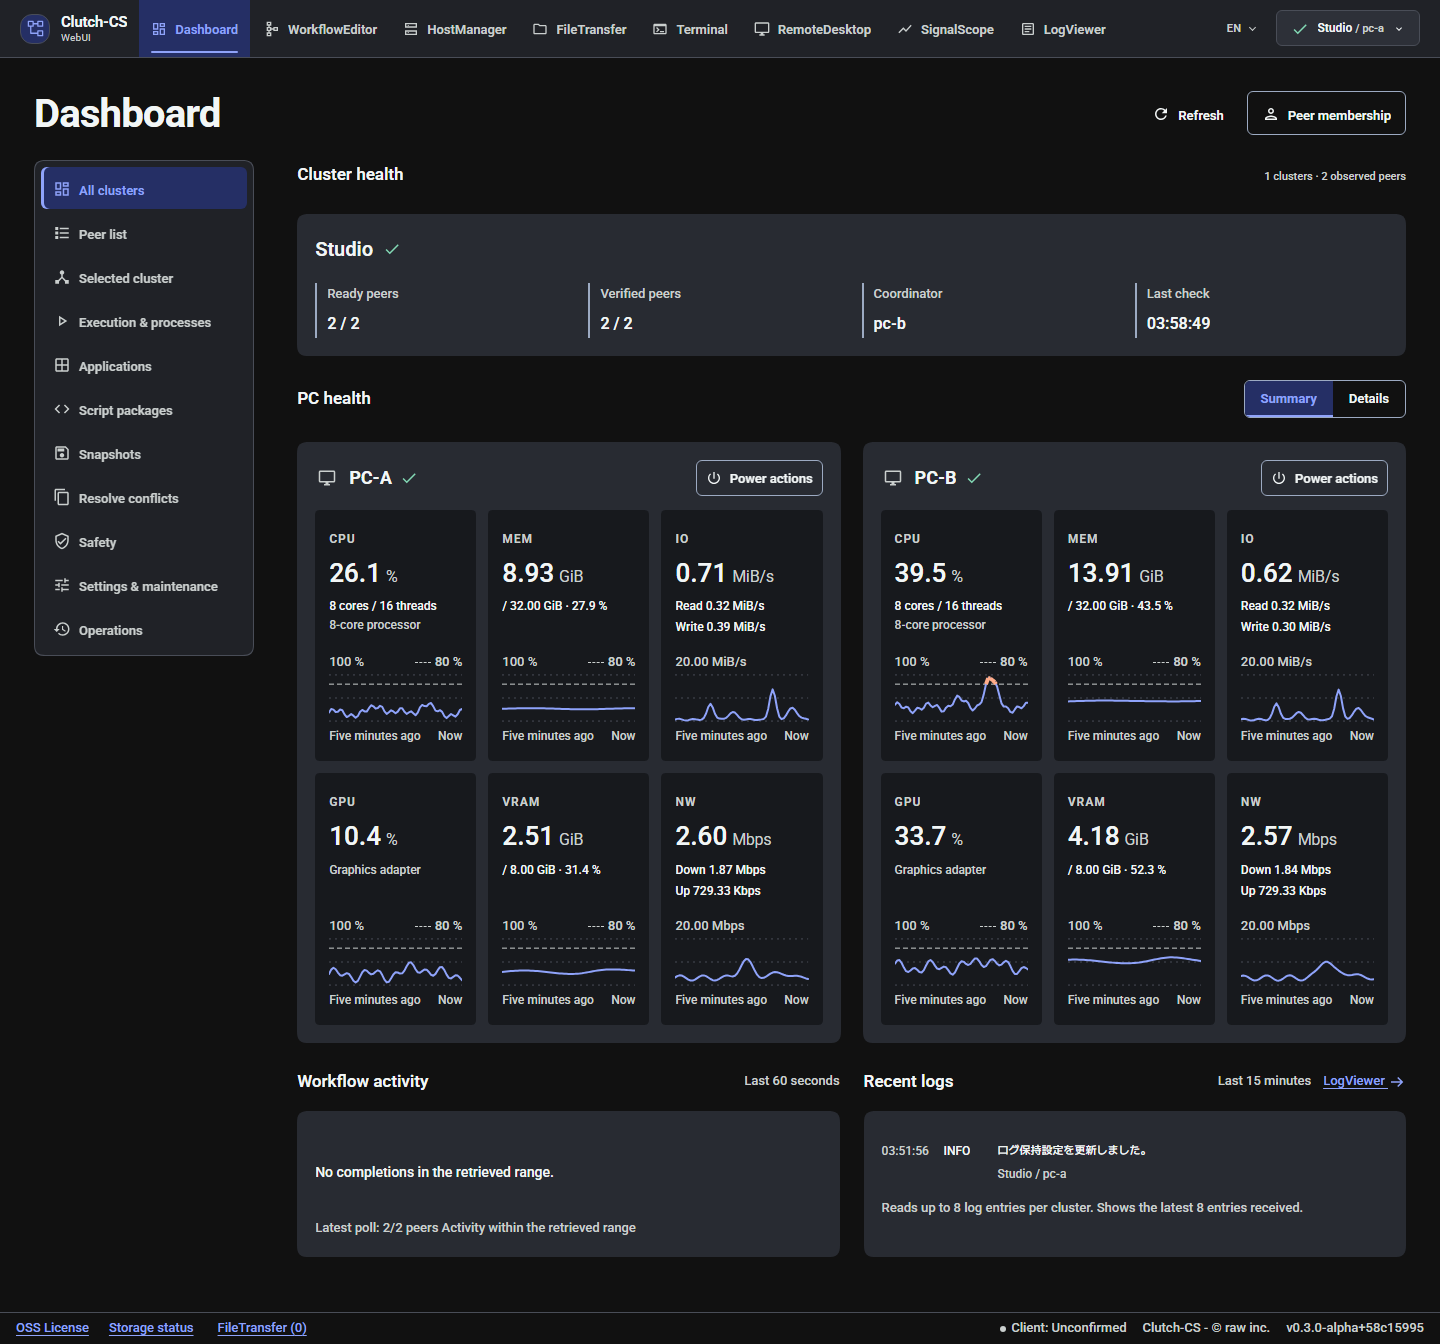 Clutch-CS
WebUI
Dashboard
WorkflowEditor
HostManager
FileTransfer
Terminal
RemoteDesktop
SignalScope
LogViewer
EN
Studio / pc-a
Dashboard
Refresh
Peer membership
All clusters
Peer list
Selected cluster
Execution & processes
Applications
Script packages
Snapshots
Resolve conflicts
Safety
Settings & maintenance
Operations
Cluster health
1 clusters · 2 observed peers
Studio
Ready peers
2 / 2
Verified peers
2 / 2
Coordinator
pc-b
Last check
03:58:49
PC health
Summary
Details
PC-A
Power actions
CPU
26.1 %
8 cores / 16 threads
8-core processor
100 % ---- 80 %
Five minutes ago Now
MEM
8.93 GiB
/ 32.00 GiB · 27.9 %
100 % ---- 80 %
Five minutes ago Now
IO
0.71 MiB/s
Read 0.32 MiB/s
Write 0.39 MiB/s
20.00 MiB/s
Five minutes ago Now
GPU
10.4 %
Graphics adapter
100 % ---- 80 %
Five minutes ago Now
VRAM
2.51 GiB
/ 8.00 GiB · 31.4 %
100 % ---- 80 %
Five minutes ago Now
NW
2.60 Mbps
Down 1.87 Mbps
Up 729.33 Kbps
20.00 Mbps
Five minutes ago Now
PC-B
Power actions
CPU
39.5 %
8 cores / 16 threads
8-core processor
100 % ---- 80 %
Five minutes ago Now
MEM
13.91 GiB
/ 32.00 GiB · 43.5 %
100 % ---- 80 %
Five minutes ago Now
IO
0.62 MiB/s
Read 0.32 MiB/s
Write 0.30 MiB/s
20.00 MiB/s
Five minutes ago Now
GPU
33.7 %
Graphics adapter
100 % ---- 80 %
Five minutes ago Now
VRAM
4.18 GiB
/ 8.00 GiB · 52.3 %
100 % ---- 80 %
Five minutes ago Now
NW
2.57 Mbps
Down 1.84 Mbps
Up 729.33 Kbps
20.00 Mbps
Five minutes ago Now
Workflow activity
Last 60 seconds
No completions in the retrieved range.
Latest poll: 2/2 peers Activity within the retrieved range
Recent logs
Last 15 minutes
LogViewer →
03:51:56 INFO ログ保持設定を更新しました。
Studio / pc-a
Reads up to 8 log entries per cluster. Shows the latest 8 entries received.
OSS License
Storage status
FileTransfer (0)
Client: Unconfirmed
Clutch-CS - © raw inc.
v0.3.0-alpha+58c15995